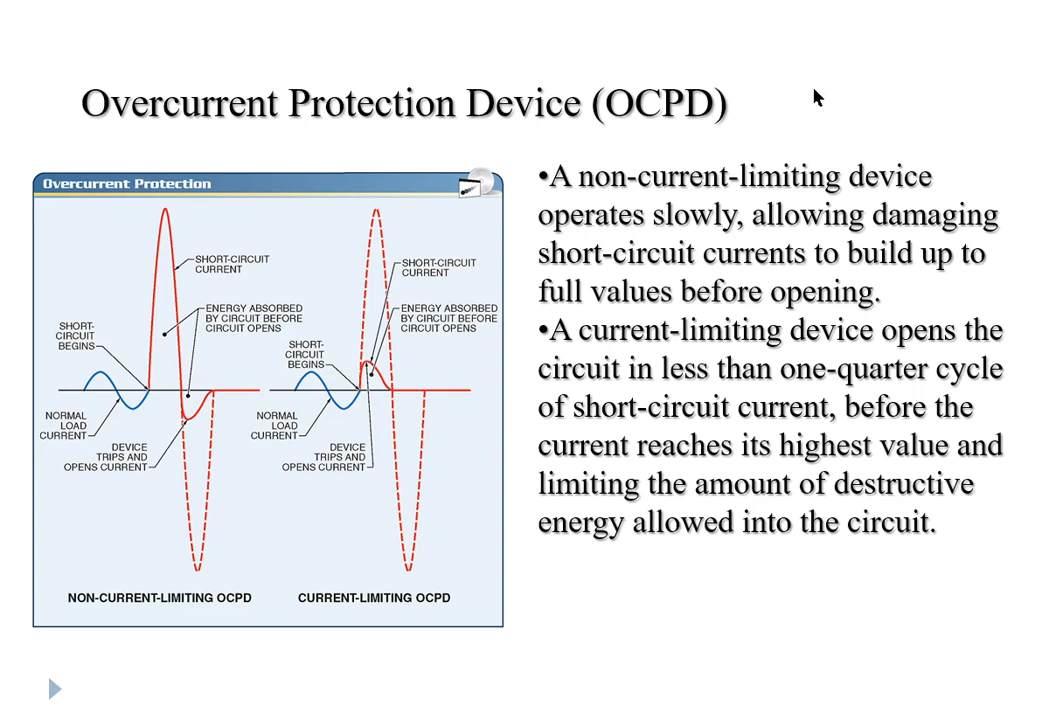 Overcurrent Protection Device (OCPD)
Overcurrent Protection
SHORT-CIRCUIT
CURRENT
ENERGY ABSORBED
BY CIRCUIT BEFORE
CIRCUIT OPENS
SHORT-
CIRCUIT
BEGINS
NORMAL
LOAD
CURRENT
DEVICE
TRIPS AND
OPENS CURRENT
NON-CURRENT-LIMITING OCPD
SHORT-CIRCUIT
CURRENT
ENERGY ABSORBED
BY CIRCUIT BEFORE
CIRCUIT OPENS
SHORT-
CIRCUIT
BEGINS
NORMAL
LOAD
CURRENT
DEVICE
TRIPS AND
OPENS CURRENT
CURRENT-LIMITING OCPD
•A non-current-limiting device
operates slowly, allowing damaging
short-circuit currents to build up to
full values before opening.
•A current-limiting device opens the
circuit in less than one-quarter cycle
of short-circuit current, before the
current reaches its highest value and
limiting the amount of destructive
energy allowed into the circuit.